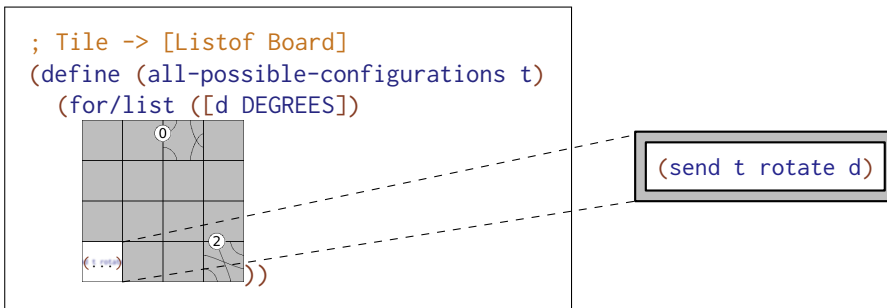 ; Tile -> [Listof Board]
(define (all-possible-configurations t)
(for/list ([d DEGREES])
0
2
(...)
))
(send t rotate d)